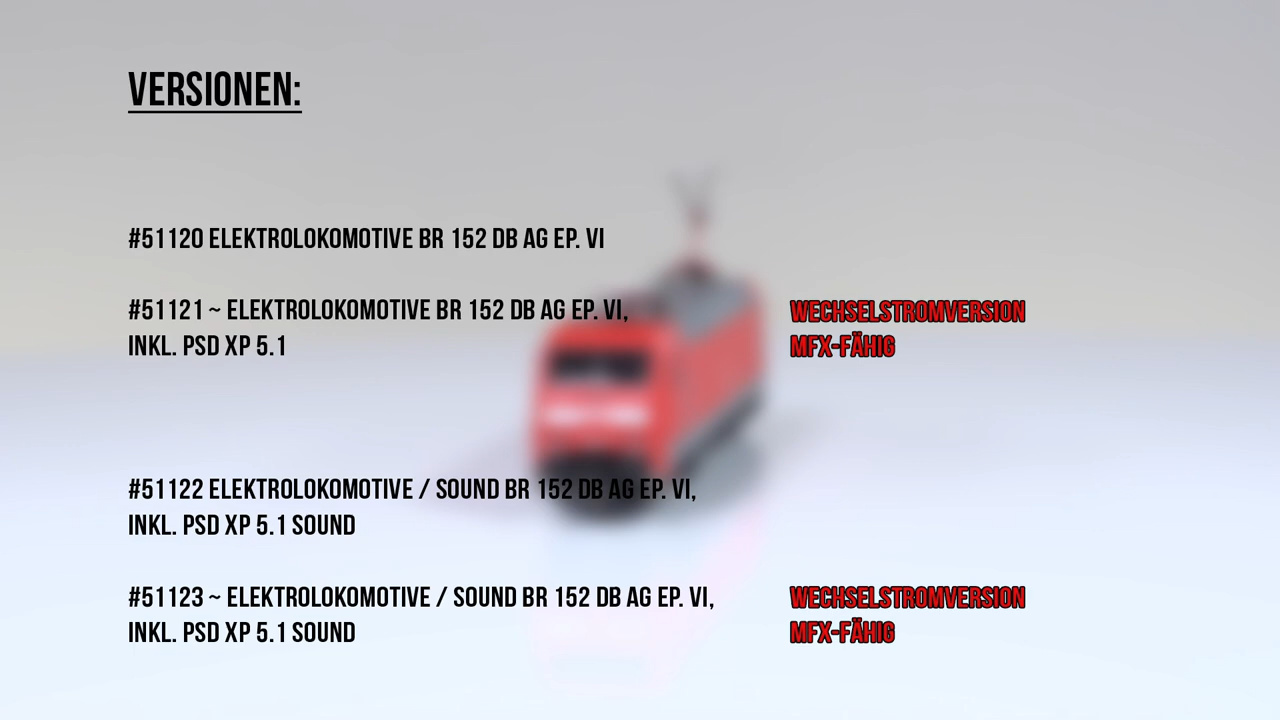 VERSIONEN:
#51120 ELEKTROLOKOMOTIVE BR 152 DB AG EP. VI
#51121 ~ ELEKTROLOKOMOTIVE BR 152 DB AG EP. VI,
INKL. PSD XP 5.1
WECHSELSTROMVERSION
MFX-FÄHIG
#51122 ELEKTROLOKOMOTIVE / SOUND BR 152 DB AG EP. VI,
INKL. PSD XP 5.1 SOUND
#51123 ~ ELEKTROLOKOMOTIVE / SOUND BR 152 DB AG EP. VI,
INKL. PSD XP 5.1 SOUND
WECHSELSTROMVERSION
MFX-FÄHIG